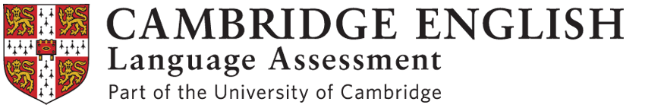 CAMBRIDGE ENGLISH
Language Assessment
Part of the University of Cambridge